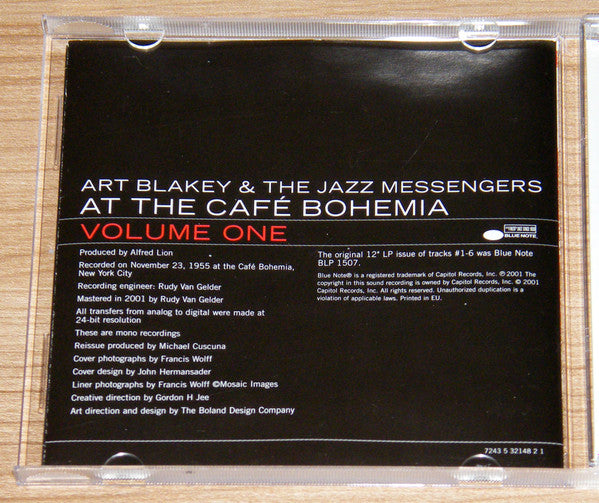 ART BLAKEY & THE JAZZ MESSENGERS
AT THE CAFÉ BOHEMIA
VOLUME ONE
BLUE NOTE
Produced by Alfred Lion
Recorded on November 23, 1955 at the Café Bohemia,
New York City
Recording engineer: Rudy Van Gelder
Mastered in 2001 by Rudy Van Gelder
All transfers from analog to digital were made at
24-bit resolution
These are mono recordings
Reissue produced by Michael Cuscuna
Cover photographs by Francis Wolff
Cover design by John Hermansader
Liner photographs by Francis Wolff ©Mosaic Images
Creative direction by Gordon H Jee
Art direction and design by The Boland Design Company
The original 12" LP issue of tracks #1-6 was Blue Note
BLP 1507.
Blue Note® is a registered trademark of Capitol Records, Inc. ℗ 2001 The
copyright in this sound recording is owned by Capitol Records, Inc. © 2001
Capitol Records, Inc. All rights reserved. Unauthorized duplication is a
violation of applicable laws. Printed in EU.
7243 5 32148 2 1